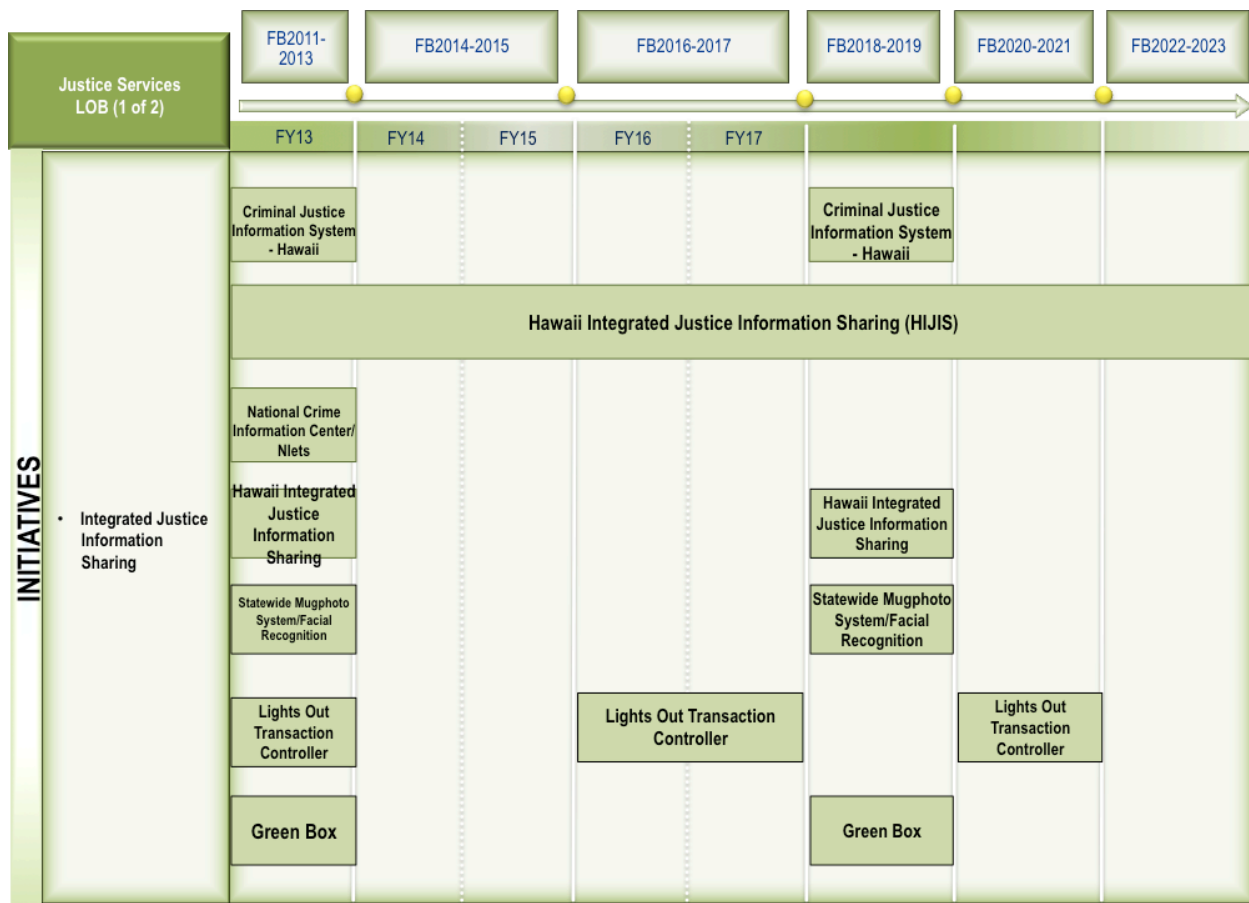 FB2011-
2013
FB2014-2015
FB2016-2017
FB2018-2019
FB2020-2021
FB2022-2023
Justice Services
LOB (1 of 2)
FY13
FY14
FY15
FY16
FY17
INITIATIVES
• Integrated Justice
Information
Sharing
Criminal Justice
Information System
- Hawaii
Criminal Justice
Information System
- Hawaii
Hawaii Integrated Justice Information Sharing (HIJIS)
National Crime
Information Center/
Nlets
Hawaii Integrated
Justice
Information
Sharing
Hawaii Integrated
Justice Information
Sharing
Statewide Mugphoto
System/Facial
Recognition
Statewide Mugphoto
System/Facial
Recognition
Lights Out
Transaction
Controller
Lights Out Transaction
Controller
Lights Out
Transaction
Controller
Green Box
Green Box